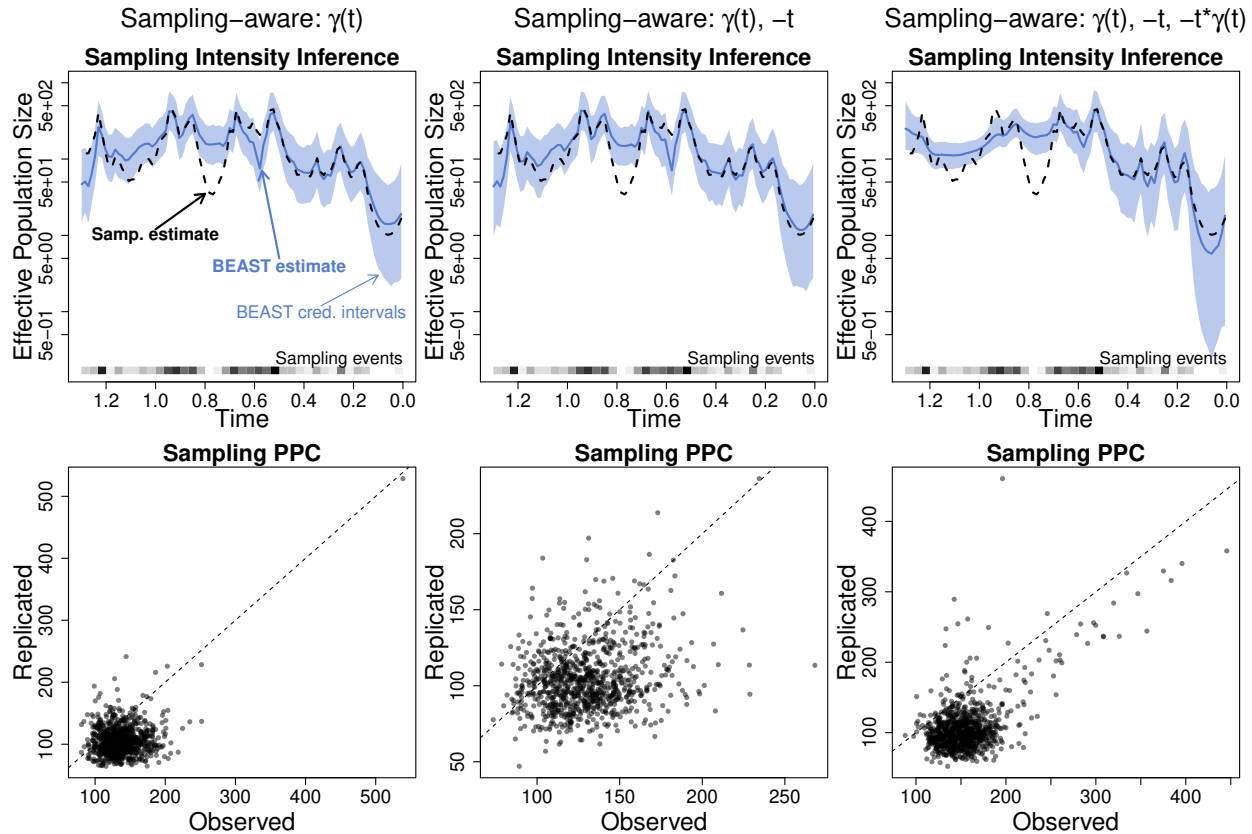 Sampling−aware: γ(t)
Sampling−aware: γ(t), −t
Sampling−aware: γ(t), −t, −t*γ(t)
Sampling Intensity Inference
Effective Population Size
5e+02
5e+01
5e+00
5e−01
Samp. estimate
BEAST estimate
BEAST cred. intervals
Sampling events
1.2 1.0 0.8 0.6 0.4 0.2 0.0
Time
Sampling Intensity Inference
Effective Population Size
5e+02
5e+01
5e+00
5e−01
Sampling events
1.2 1.0 0.8 0.6 0.4 0.2 0.0
Time
Sampling Intensity Inference
Effective Population Size
5e+02
5e+01
5e+00
5e−01
Sampling events
1.2 1.0 0.8 0.6 0.4 0.2 0.0
Time
Sampling PPC
Replicated
500
400
300
200
100
100 200 300 400 500
Observed
Sampling PPC
Replicated
200
150
100
50
100 150 200 250
Observed
Sampling PPC
Replicated
400
300
200
100
100 200 300 400
Observed